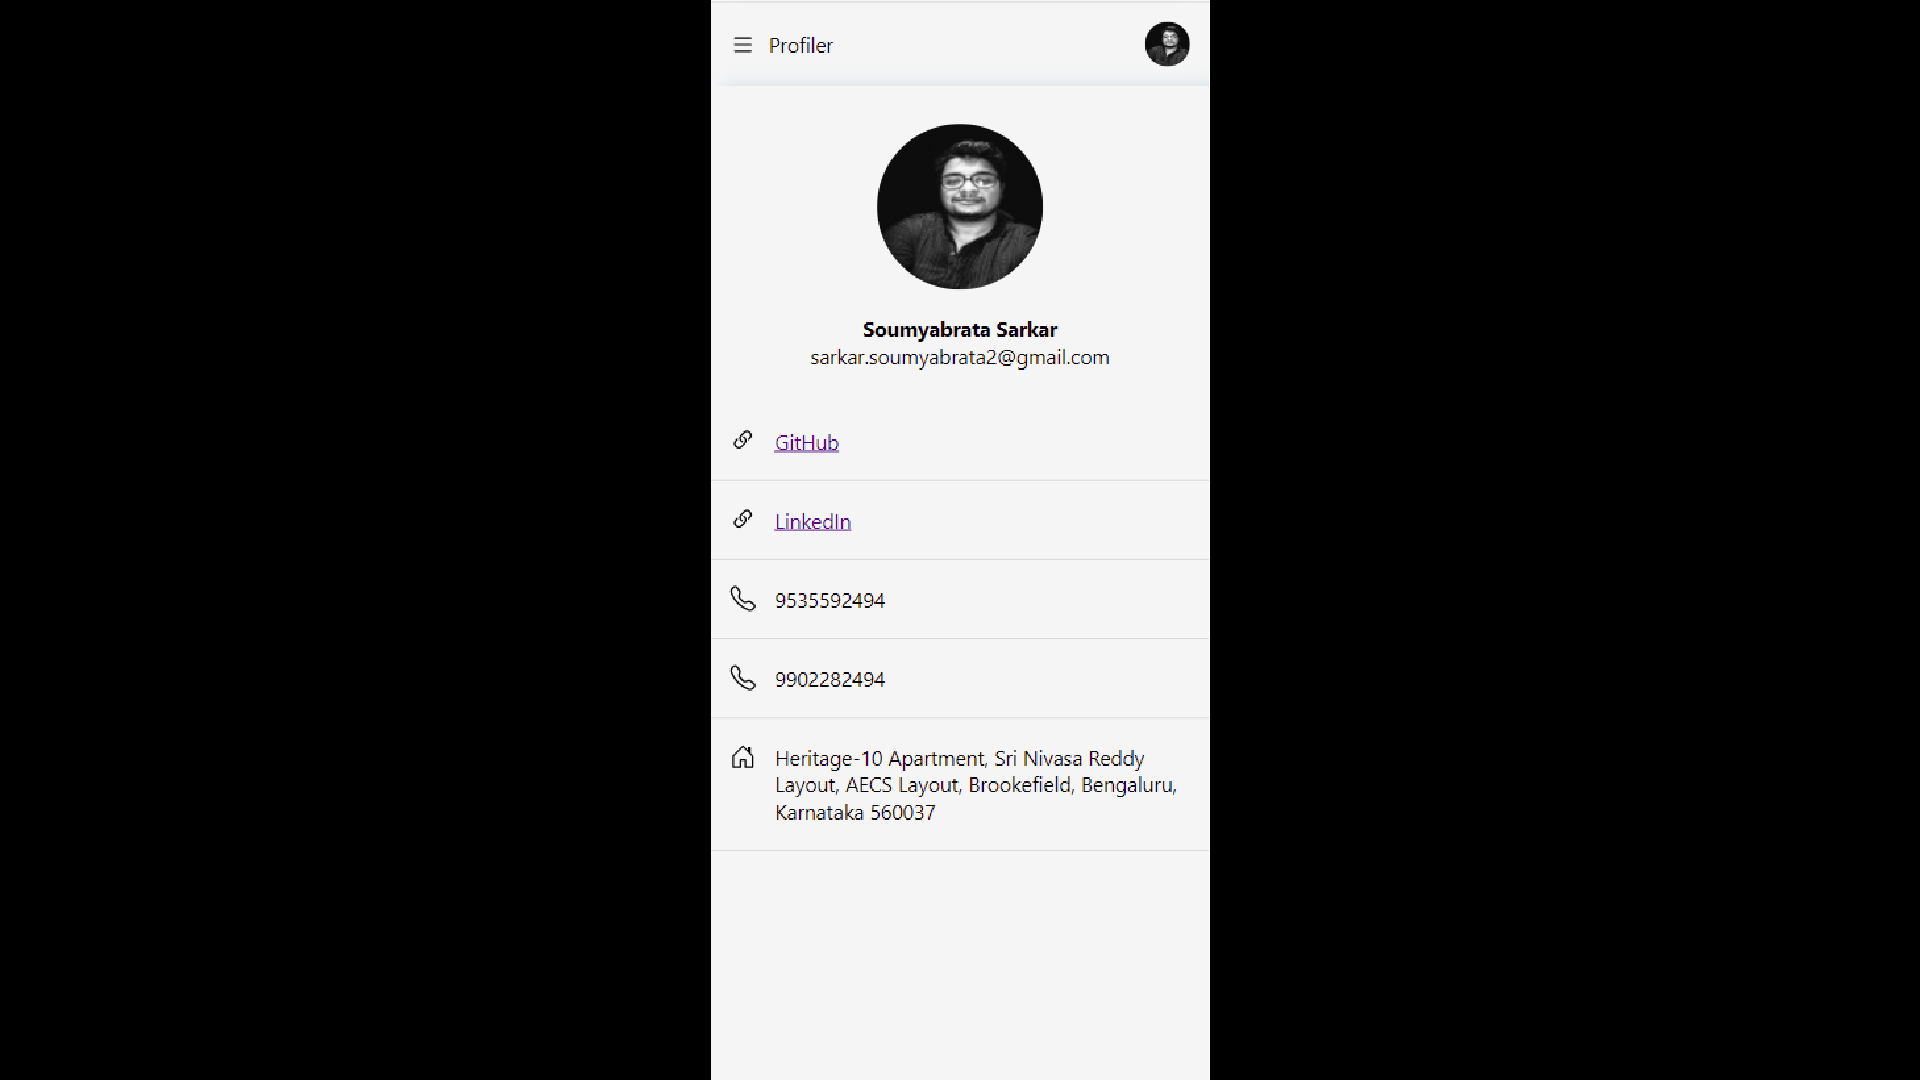 Profiler
Soumyabrata Sarkar
sarkar.soumyabrata2@gmail.com
GitHub
LinkedIn
9535592494
9902282494
Heritage-10 Apartment, Sri Nivasa Reddy
Layout, AECS Layout, Brookefield, Bengaluru,
Karnataka 560037